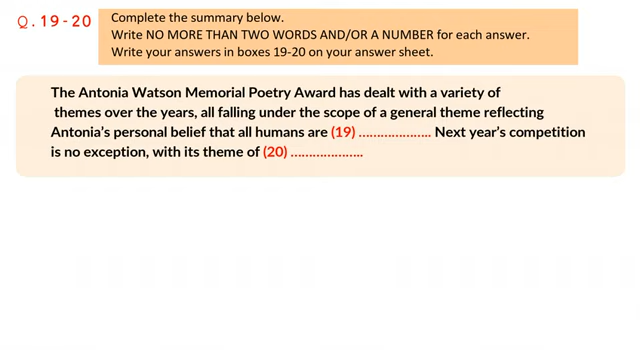 Q.19-20
Complete the summary below.
Write NO MORE THAN TWO WORDS AND/OR A NUMBER for each answer.
Write your answers in boxes 19-20 on your answer sheet.
The Antonia Watson Memorial Poetry Award has dealt with a variety of
themes over the years, all falling under the scope of a general theme reflecting
Antonia's personal belief that all humans are (19) .................... Next year's competition
is no exception, with its theme of (20) ....................